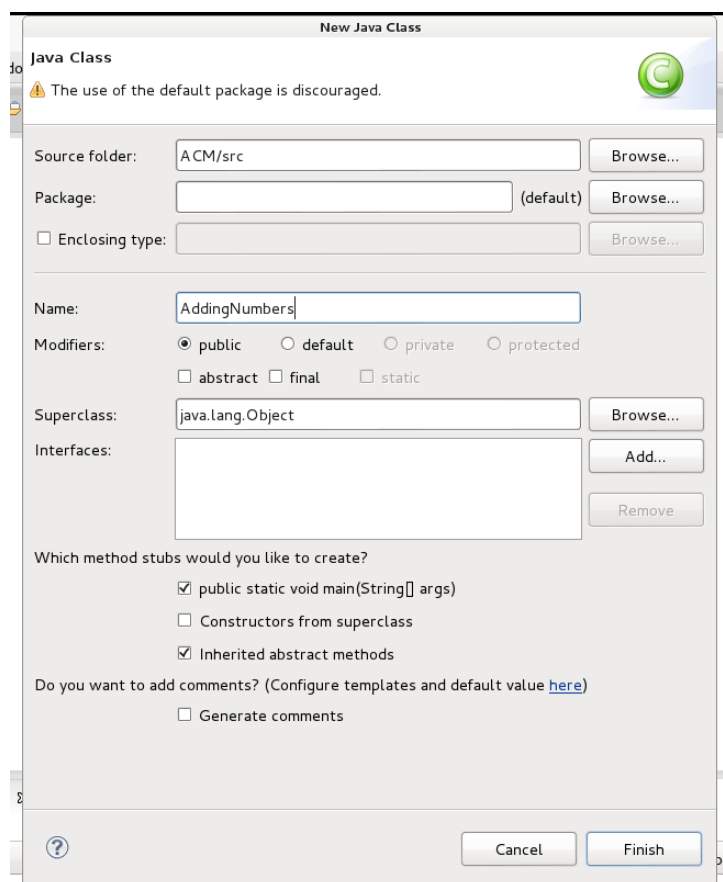 New Java Class
Java Class
The use of the default package is discouraged.
Source folder: ACM/src Browse...
Package: (default) Browse...
Enclosing type: Browse...
Name: AddingNumbers
Modifiers: public default private protected
abstract final static
Superclass: java.lang.Object Browse...
Interfaces: Add...
Remove
Which method stubs would you like to create?
public static void main(String[] args)
Constructors from superclass
Inherited abstract methods
Do you want to add comments? (Configure templates and default value here)
Generate comments
? Cancel Finish